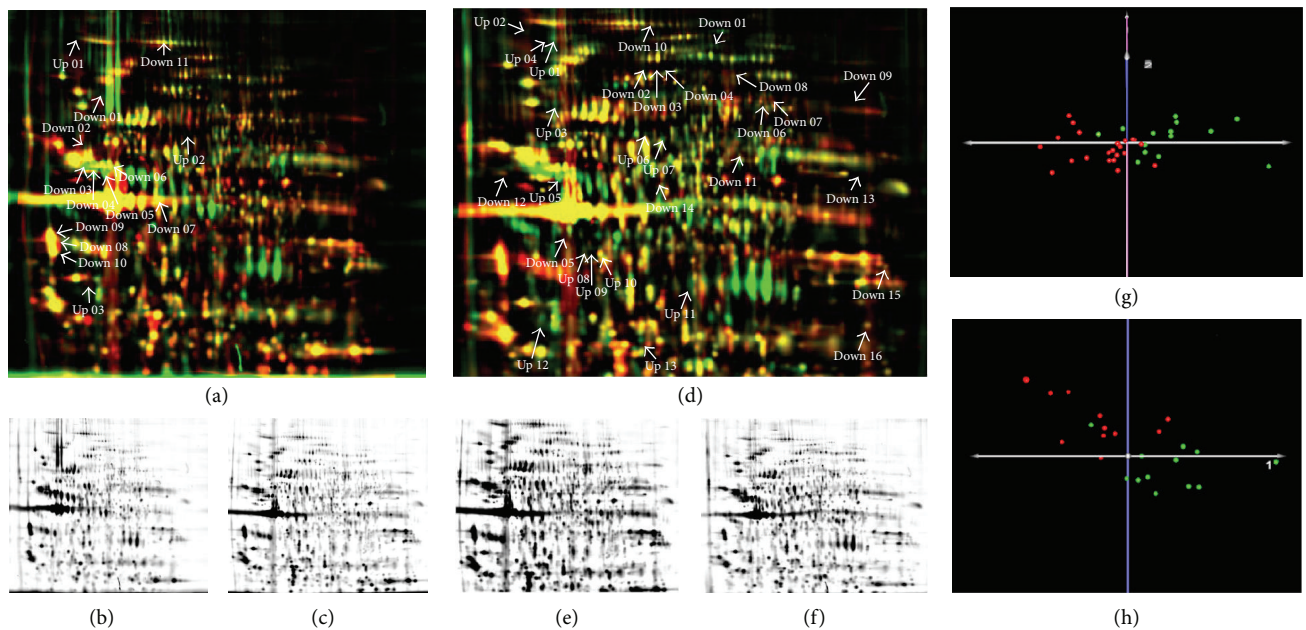 Up 01
Down 11
Down 01
Down 02
Up 02
Down 03
Down 06
Down 04
Down 05
Down 07
Down 09
Down 08
Down 10
Up 03
(a)
Up 02
Down 01
Down 10
Up 04
Up 01
Down 09
Down 08
Down 02
Down 03
Down 04
Down 07
Down 06
Up 03
Up 06
Up 07
Down 11
Up 05
Down 12
Down 13
Down 14
Down 05
Up 08
Up 10
Up 09
Down 15
Up 11
Up 12
Up 13
Down 16
(d)
(g)
1
(b)
(c)
(e)
(f)
(h)